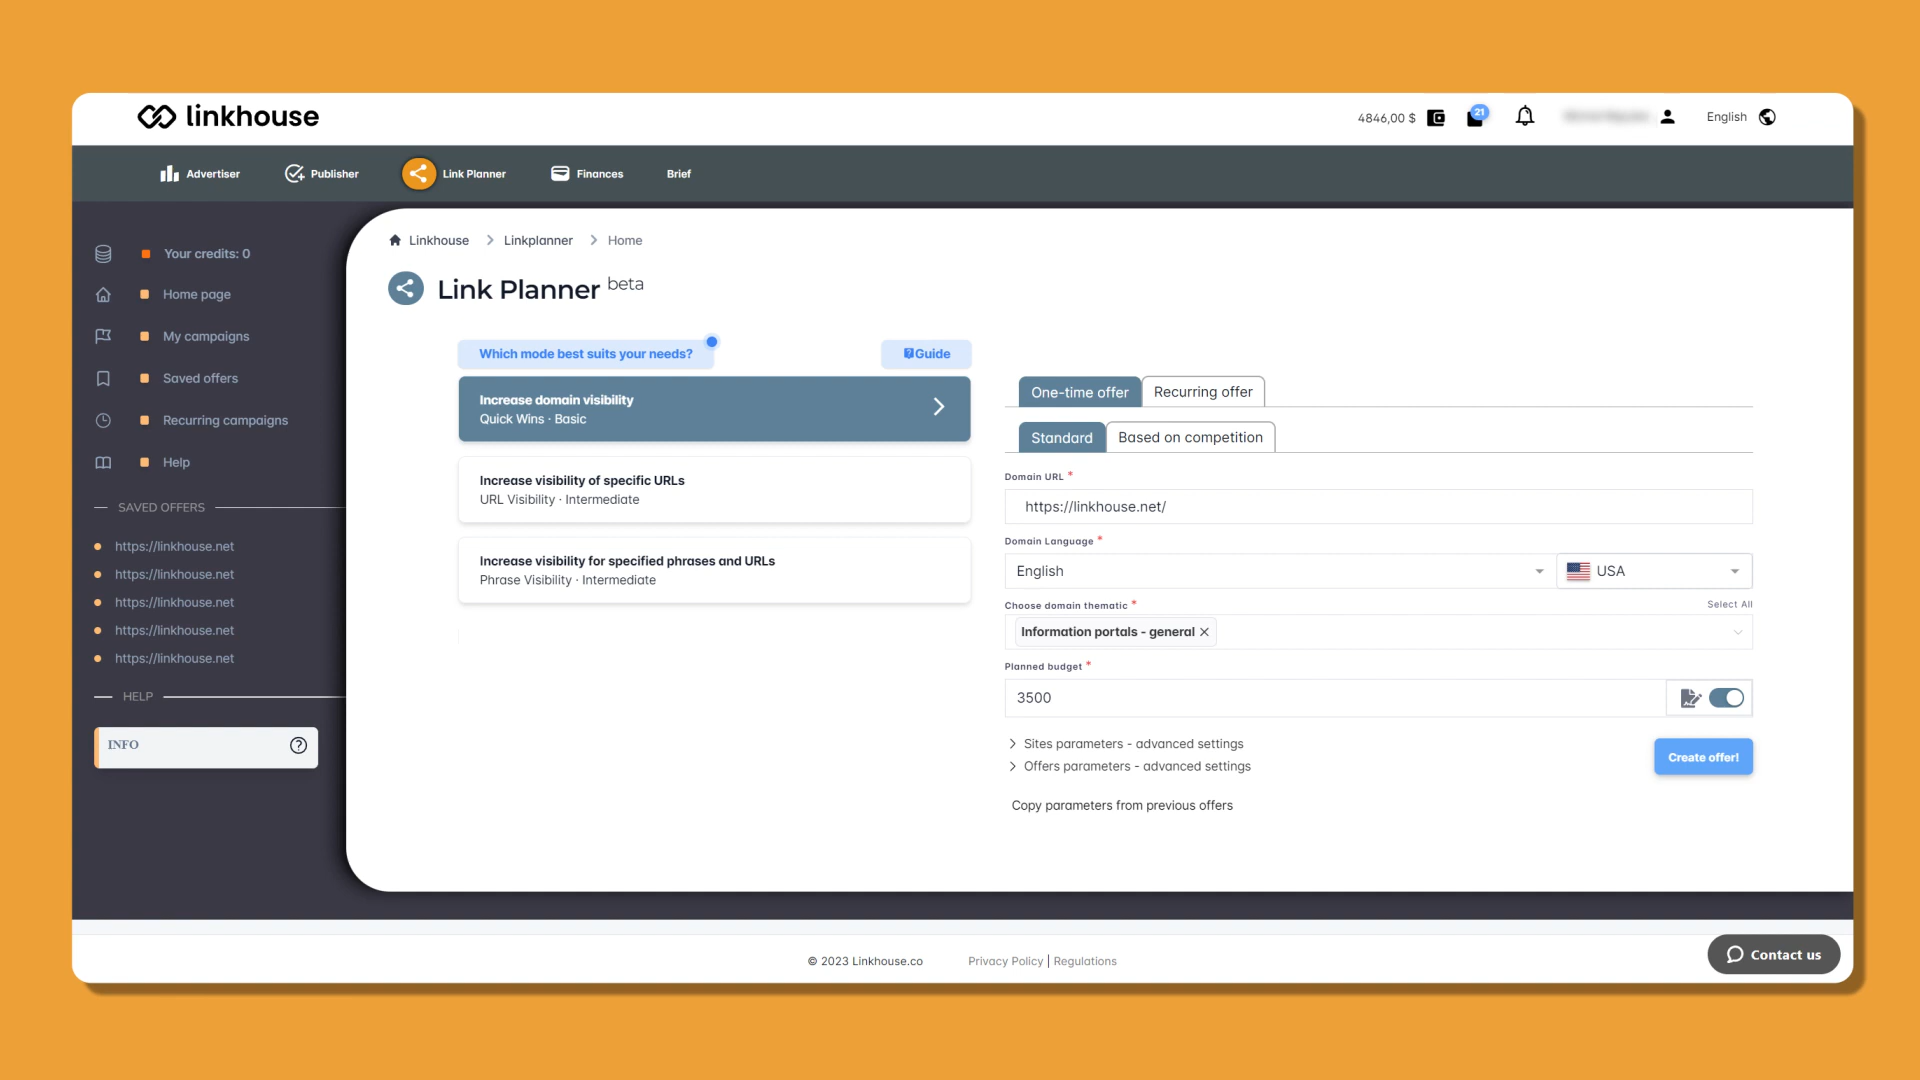 linkhouse
4846,00 $
21
English
Advertiser
Publisher
Link Planner
Finances
Brief
Your credits: 0
Home page
My campaigns
Saved offers
Recurring campaigns
Help
SAVED OFFERS
https://linkhouse.net
https://linkhouse.net
https://linkhouse.net
https://linkhouse.net
https://linkhouse.net
HELP
INFO
Linkhouse > Linkplanner > Home
Link Planner beta
Which mode best suits your needs?
Guide
Increase domain visibility
Quick Wins · Basic
Increase visibility of specific URLs
URL Visibility · Intermediate
Increase visibility for specified phrases and URLs
Phrase Visibility · Intermediate
One-time offer
Recurring offer
Standard
Based on competition
Domain URL *
https://linkhouse.net/
Domain Language *
English
USA
Choose domain thematic *
Select All
Information portals - general
Planned budget *
3500
Sites parameters - advanced settings
Offers parameters - advanced settings
Create offer!
Copy parameters from previous offers
© 2023 Linkhouse.co
Privacy Policy | Regulations
Contact us